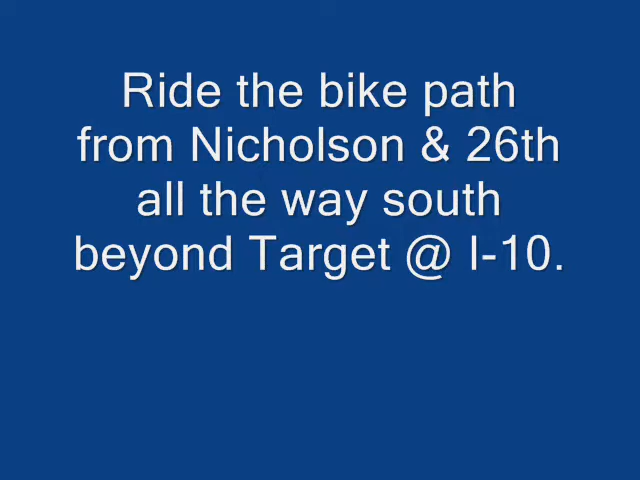 Ride the bike path
from Nicholson & 26th
all the way south
beyond Target @ I-10.